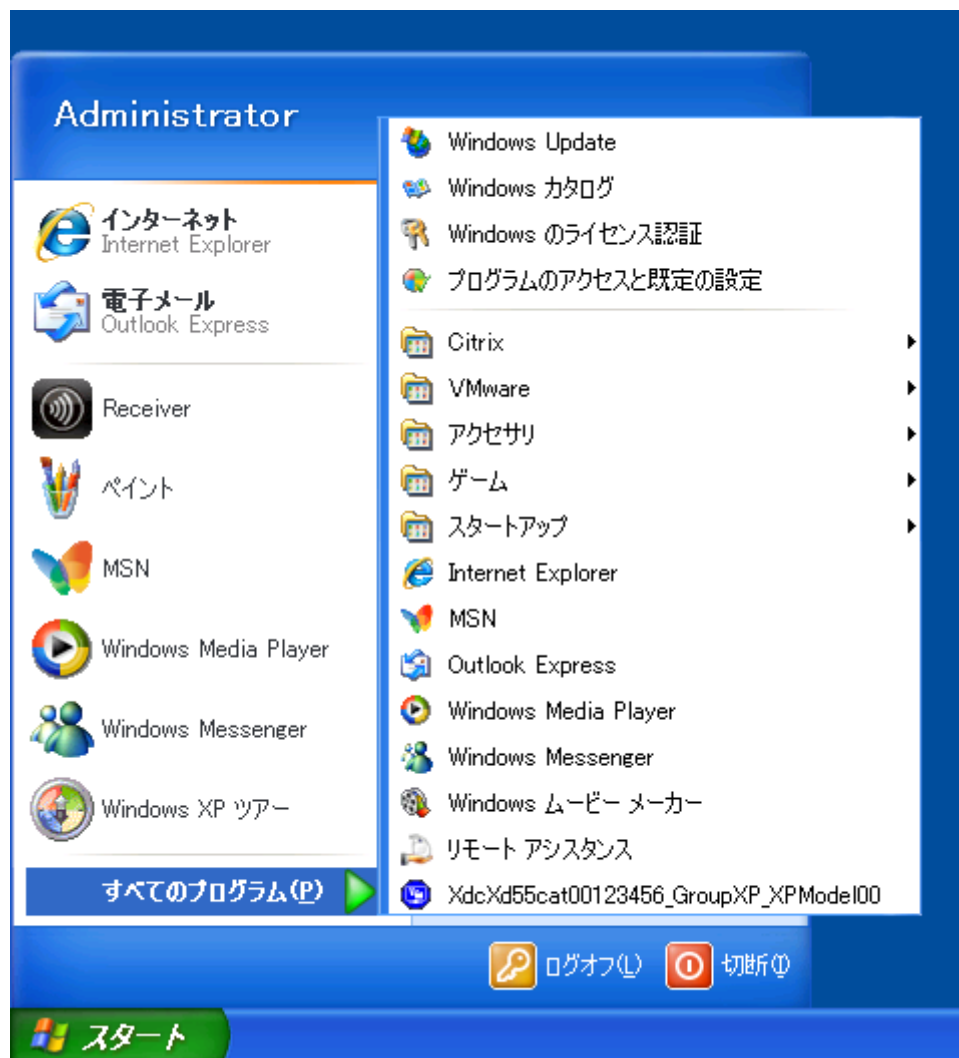 Administrator
インターネット
Internet Explorer
電子メール
Outlook Express
Receiver
ペイント
MSN
Windows Media Player
Windows Messenger
Windows XP ツアー
すべてのプログラム(P)
Windows Update
Windows カタログ
Windows のライセンス認証
プログラムのアクセスと既定の設定
Citrix
VMware
アクセサリ
ゲーム
スタートアップ
Internet Explorer
MSN
Outlook Express
Windows Media Player
Windows Messenger
Windows ムービー メーカー
リモート アシスタンス
XdcXd55cat00123456_GroupXP_XPModel00
ログオフ(L)
切断(I)
スタート